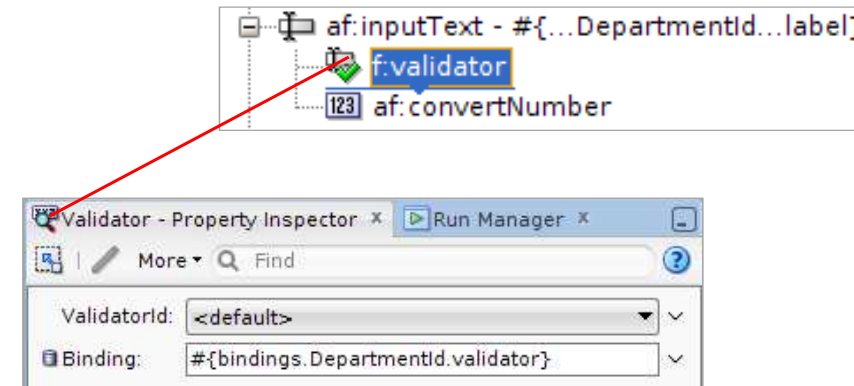 af:inputText - #{...DepartmentId...label}
f:validator
123 af:convertNumber
Validator - Property Inspector x Run Manager x
More Find
ValidatorId: <default>
Binding: #{bindings.DepartmentId.validator}